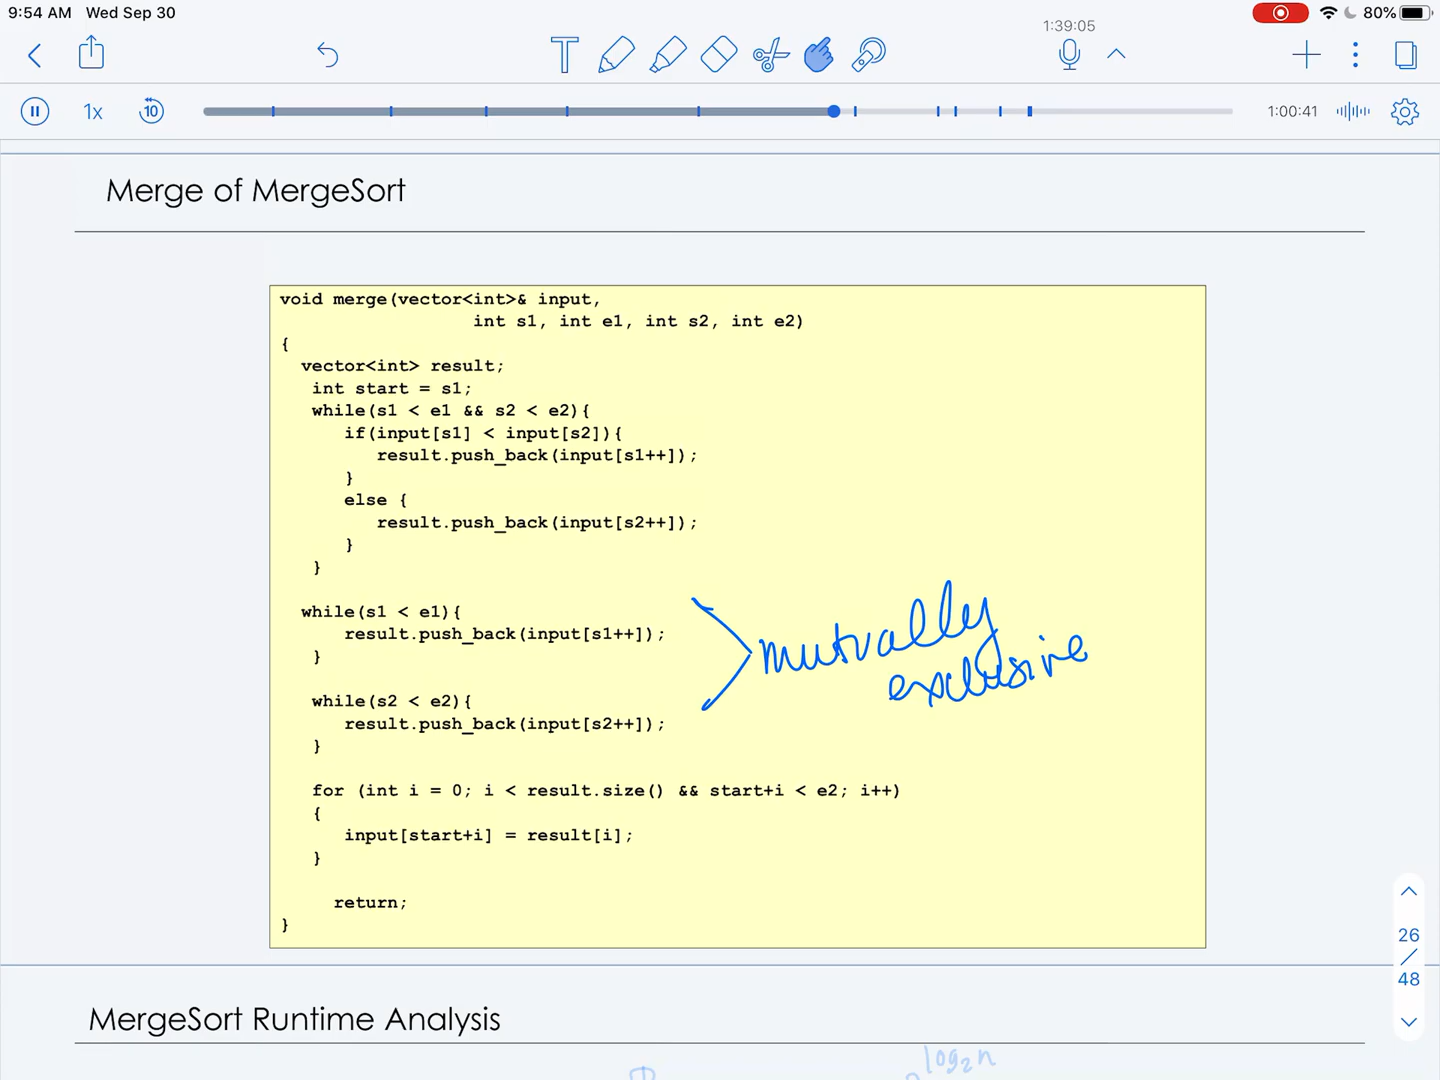 9:54 AM Wed Sep 30
80%
1:39:05
T
1x
10
1:00:41
Merge of MergeSort
void merge(vector<int>& input,
int s1, int e1, int s2, int e2)
{
vector<int> result;
int start = s1;
while(s1 < e1 && s2 < e2){
if(input[s1] < input[s2]){
result.push_back(input[s1++]);
}
else {
result.push_back(input[s2++]);
}
}
while(s1 < e1){
result.push_back(input[s1++]);
}
while(s2 < e2){
result.push_back(input[s2++]);
}
mutually
exclusive
for (int i = 0; i < result.size() && start+i < e2; i++)
{
input[start+i] = result[i];
}
return;
}
26
/
48
MergeSort Runtime Analysis
log₂n